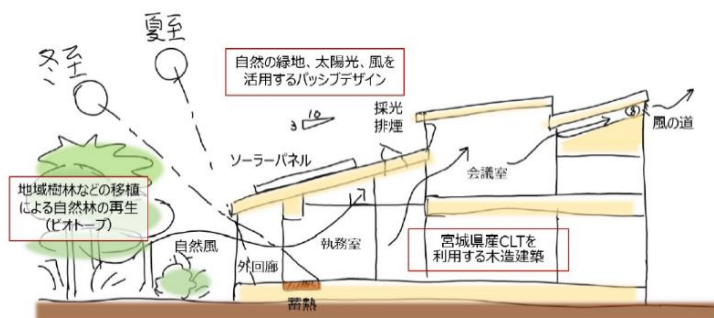 夏至
冬至
自然の緑地、太陽光、風を
活用するパッシブデザイン
10
3
採光
排煙
風の道
ソーラーパネル
会議室
地域樹林などの移植
による自然林の再生
（ビオトープ）
自然風
執務室
宮城県産CLTを
利用する木造建築
外回廊
蓄熱